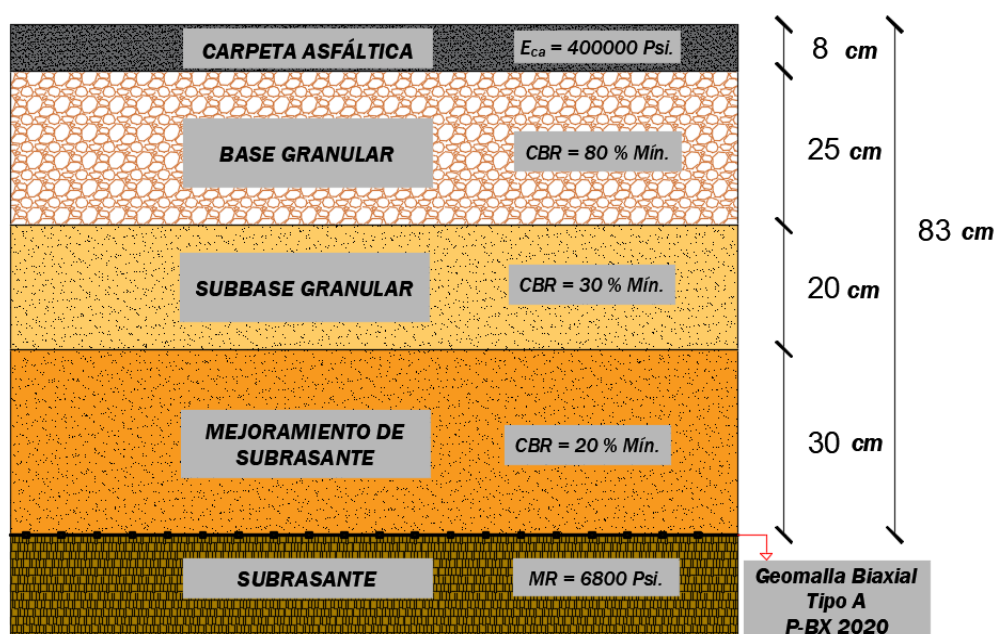 CARPETA ASFÁLTICA
E_ca = 400000 Psi.
8 cm
BASE GRANULAR
CBR = 80 % Mín.
25 cm
83 cm
SUBBASE GRANULAR
CBR = 30 % Mín.
20 cm
MEJORAMIENTO DE
SUBRASANTE
CBR = 20 % Mín.
30 cm
SUBRASANTE
MR = 6800 Psi.
Geomalla Biaxial
Tipo A
P-BX 2020